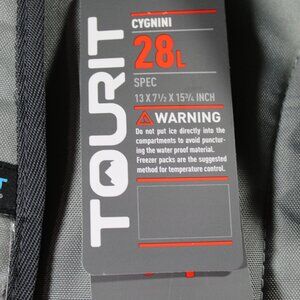 TOURIT
CYGNINI
28L
SPEC
13 X 7½ X 15¾ INCH
WARNING
Do not put ice directly into the
compartments to avoid punctur-
ing the water proof material.
Freezer packs are the suggested
method for temperature control.